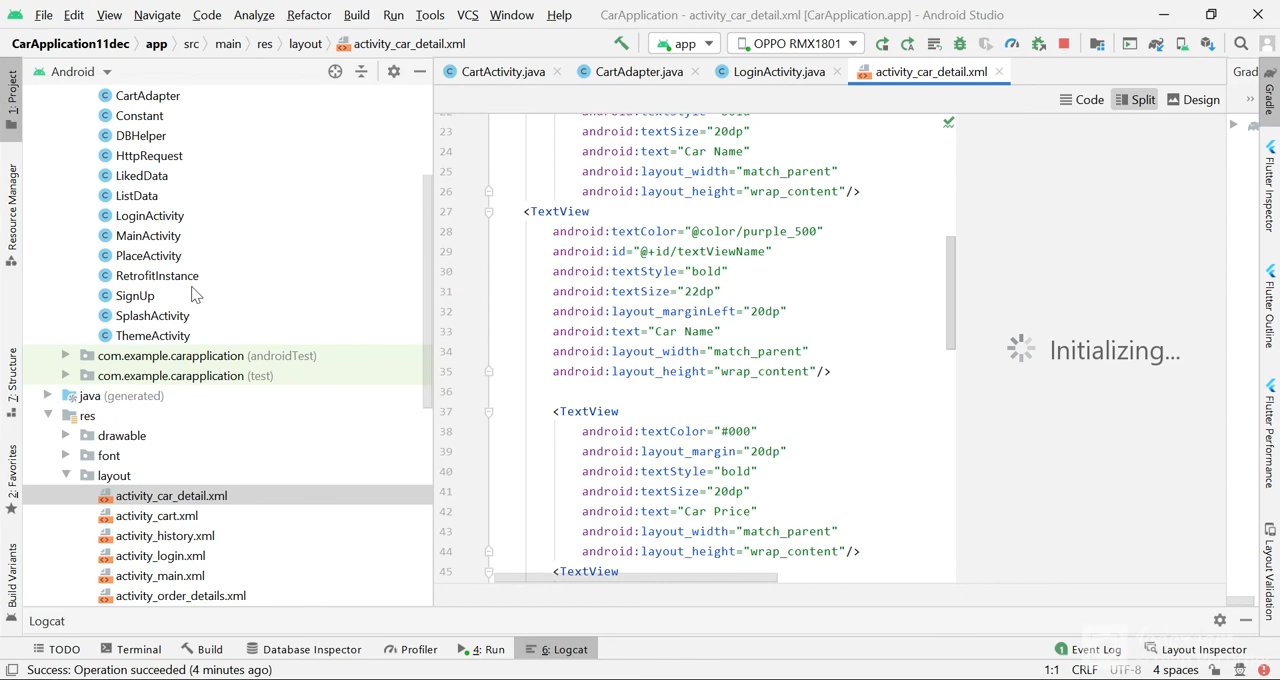 File Edit View Navigate Code Analyze Refactor Build Run Tools VCS Window Help CarApplication - activity_car_detail.xml [CarApplication.app] - Android Studio
CarApplication11dec app src main res layout activity_car_detail.xml app OPPO RMX1801
Android CartActivity.java CartAdapter.java LoginActivity.java activity_car_detail.xml Grad
Code Split Design
1: Project
Resource Manager
Z: Structure
2: Favorites
Build Variants
CartAdapter
Constant
DBHelper
HttpRequest
LikedData
ListData
LoginActivity
MainActivity
PlaceActivity
RetrofitInstance
SignUp
SplashActivity
ThemeActivity
com.example.carapplication (androidTest)
com.example.carapplication (test)
java (generated)
res
drawable
font
layout
activity_car_detail.xml
activity_cart.xml
activity_history.xml
activity_login.xml
activity_main.xml
activity_order_details.xml
23 android:textSize="20dp"
24 android:text="Car Name"
25 android:layout_width="match_parent"
26 android:layout_height="wrap_content"/>
27 <TextView
28 android:textColor="@color/purple_500"
29 android:id="@+id/textViewName"
30 android:textStyle="bold"
31 android:textSize="22dp"
32 android:layout_marginLeft="20dp"
33 android:text="Car Name"
34 android:layout_width="match_parent"
35 android:layout_height="wrap_content"/>
36
37 <TextView
38 android:textColor="#000"
39 android:layout_margin="20dp"
40 android:textStyle="bold"
41 android:textSize="20dp"
42 android:text="Car Price"
43 android:layout_width="match_parent"
44 android:layout_height="wrap_content"/>
45 <TextView
Initializing...
Gradle
Flutter Inspector
Flutter Outline
Flutter Performance
Layout Validation
Logcat
TODO Terminal Build Database Inspector Profiler 4: Run 6: Logcat 1 Event Log Layout Inspector
Success: Operation succeeded (4 minutes ago) 1:1 CRLF UTF-8 4 spaces